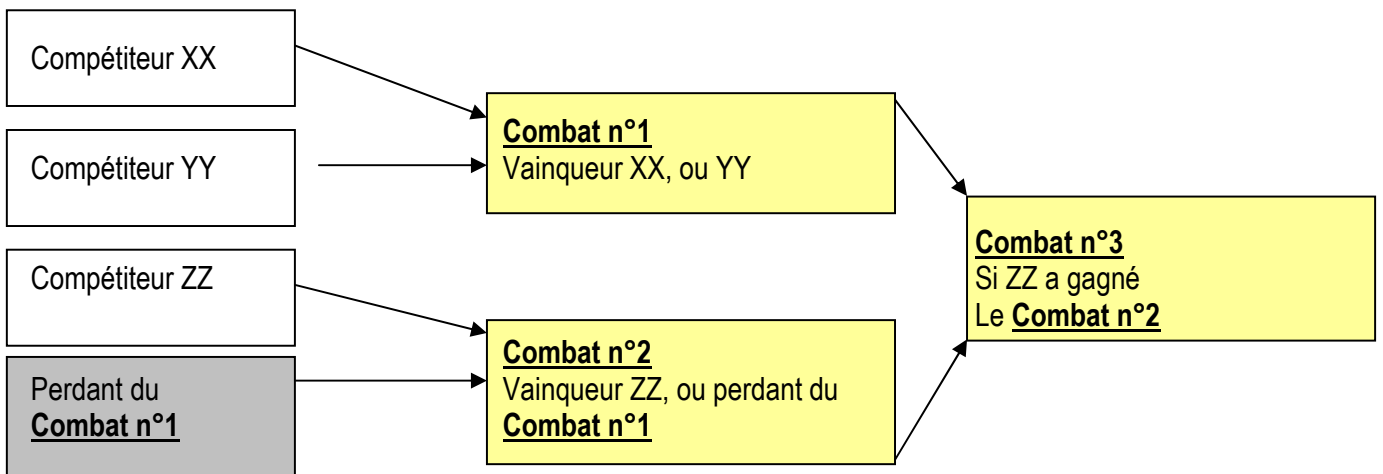 Compétiteur XX
Compétiteur YY
Compétiteur ZZ
Perdant du
Combat n°1
Combat n°1
Vainqueur XX, ou YY
Combat n°2
Vainqueur ZZ, ou perdant du
Combat n°1
Combat n°3
Si ZZ a gagné
Le Combat n°2